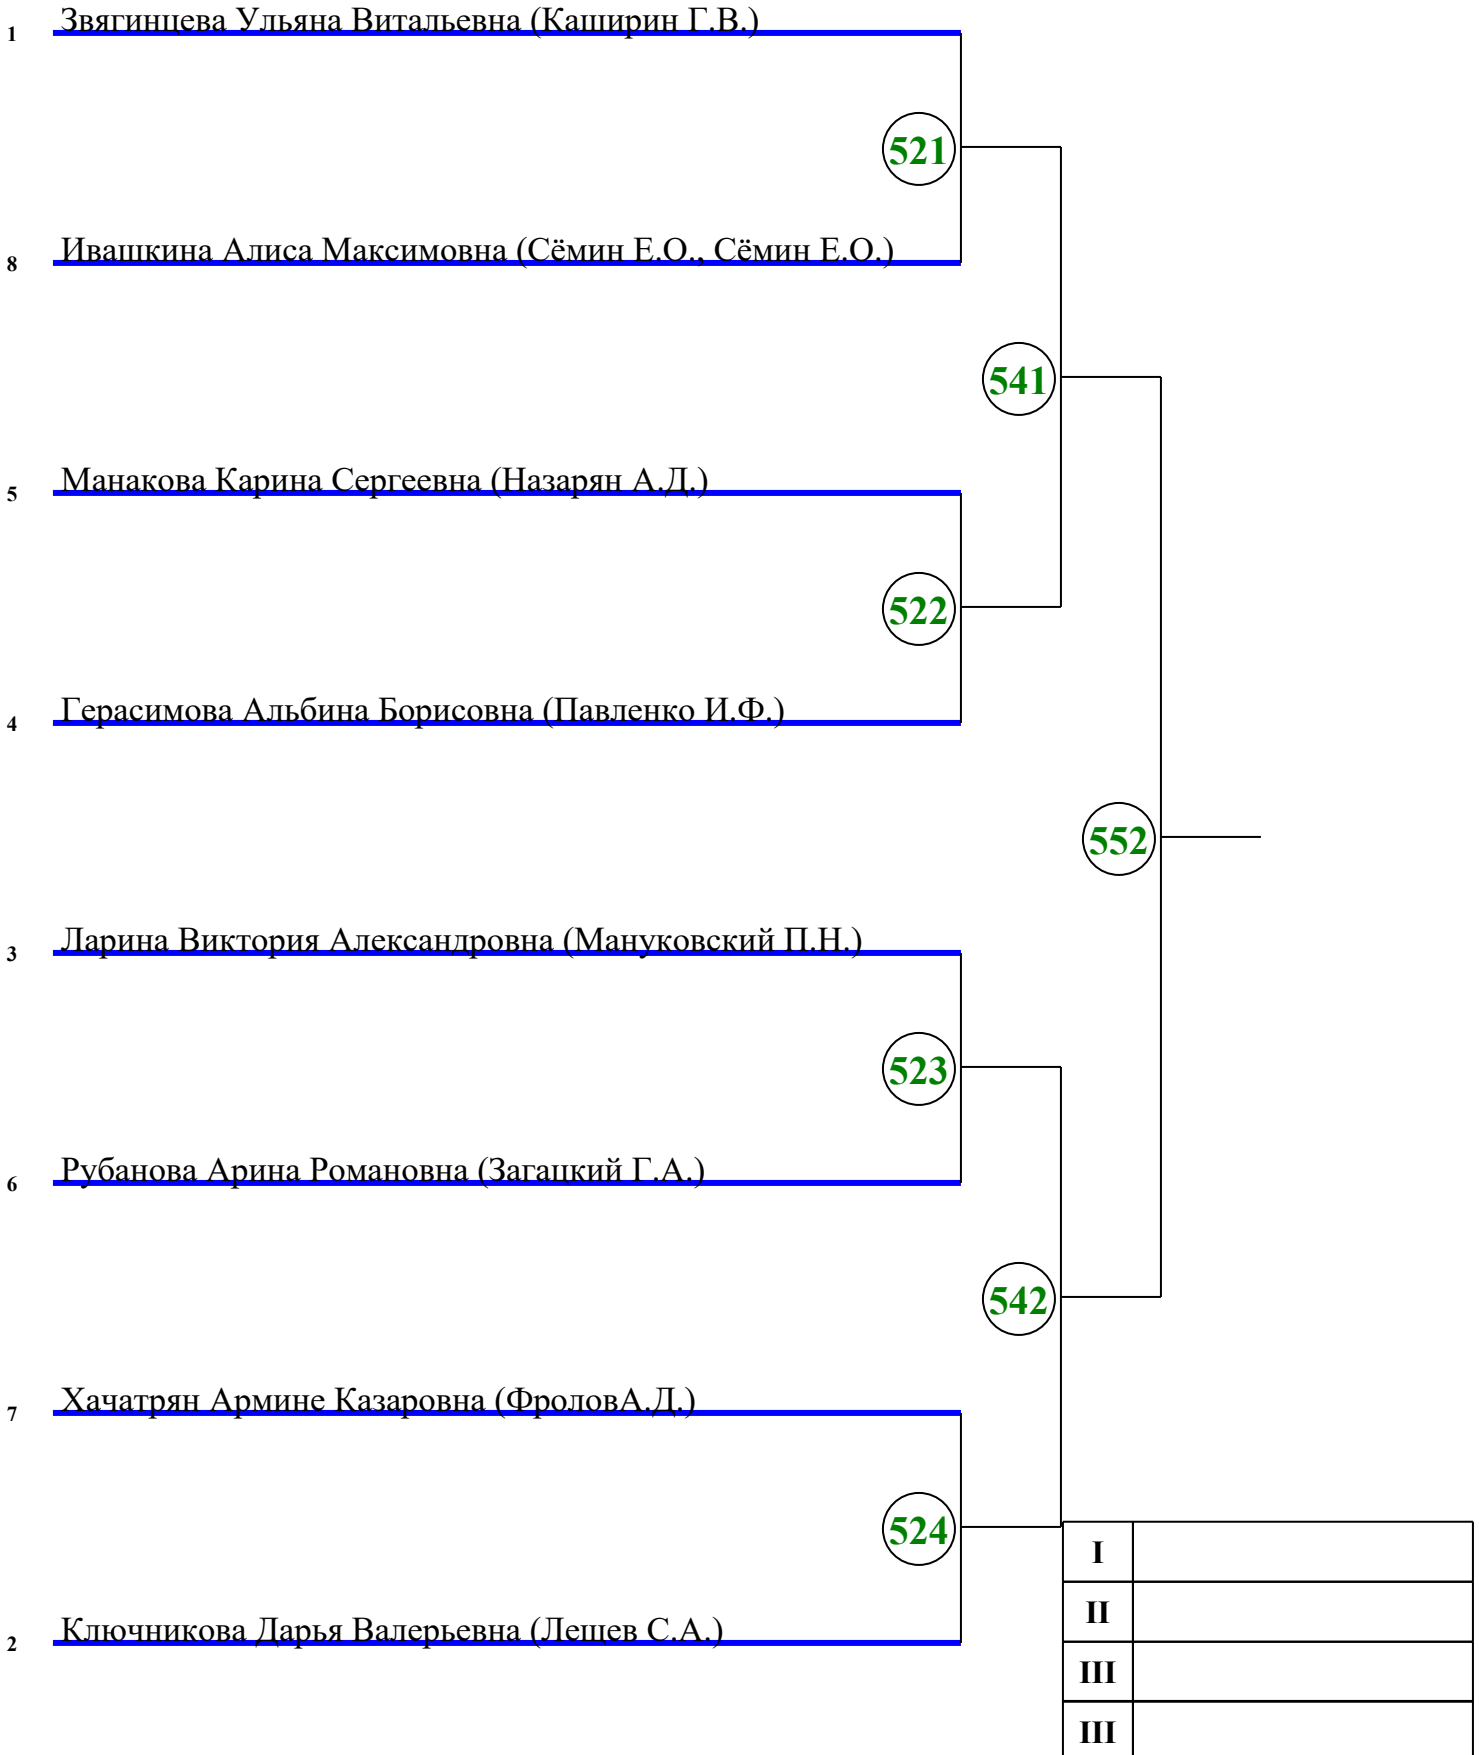 1 Звягинцева Ульяна Витальевна (Каширин Г.В.)
521
8 Ивашкина Алиса Максимовна (Сёмин Е.О., Сёмин Е.О.)
541
5 Манакова Карина Сергеевна (Назарян А.Д.)
522
4 Герасимова Альбина Борисовна (Павленко И.Ф.)
552
3 Ларина Виктория Александровна (Мануковский П.Н.)
523
6 Рубанова Арина Романовна (Загацкий Г.А.)
542
7 Хачатрян Армине Казаровна (ФроловА.Д.)
524
I
II
2 Ключникова Дарья Валерьевна (Лещев С.А.)
III
III